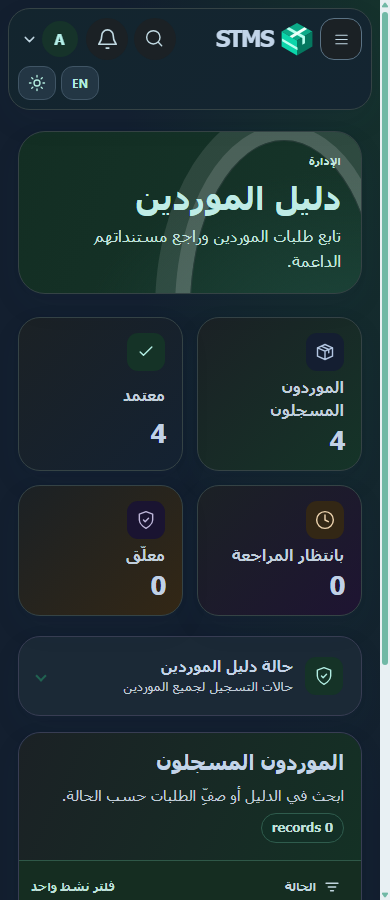 STMS
A
EN
الإدارة
دليل الموردين
تابع طلبات الموردين وراجع مستنداتهم
الداعمة.
الموردون
المسجلون
4
معتمد
4
بانتظار المراجعة
0
معلّق
0
حالة دليل الموردين
حالات التسجيل لجميع الموردين
الموردون المسجلون
ابحث في الدليل أو صفِّ الطلبات حسب الحالة.
records 0
الحالة
فلتر نشط واحد